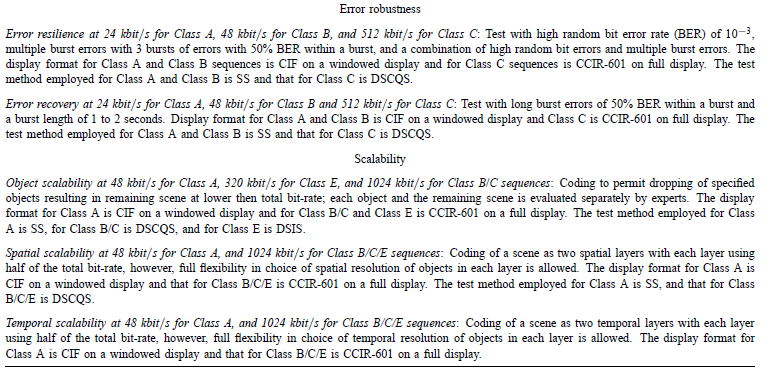 Error robustness
Error resilience at 24 kbit/s for Class A, 48 kbit/s for Class B, and 512 kbit/s for Class C: Test with high random bit error rate (BER) of 10−3,
multiple burst errors with 3 bursts of errors with 50% BER within a burst, and a combination of high random bit errors and multiple burst errors. The
display format for Class A and Class B sequences is CIF on a windowed display and for Class C sequences is CCIR-601 on full display. The test
method employed for Class A and Class B is SS and that for Class C is DSCQS.
Error recovery at 24 kbit/s for Class A, 48 kbit/s for Class B and 512 kbit/s for Class C: Test with long burst errors of 50% BER within a burst and
a burst length of 1 to 2 seconds. Display format for Class A and Class B is CIF on a windowed display and Class C is CCIR-601 on full display. The
test method employed for Class A and Class B is SS and that for Class C is DSCQS.
Scalability
Object scalability at 48 kbit/s for Class A, 320 kbit/s for Class E, and 1024 kbit/s for Class B/C sequences: Coding to permit dropping of specified
objects resulting in remaining scene at lower then total bit-rate; each object and the remaining scene is evaluated separately by experts. The display
format for Class A is CIF on a windowed display and for Class B/C and Class E is CCIR-601 on a full display. The test method employed for Class
A is SS, for Class B/C is DSCQS, and for Class E is DSIS.
Spatial scalability at 48 kbit/s for Class A, and 1024 kbit/s for Class B/C/E sequences: Coding of a scene as two spatial layers with each layer using
half of the total bit-rate, however, full flexibility in choice of spatial resolution of objects in each layer is allowed. The display format for Class A is
CIF on a windowed display and that for Class B/C/E is CCIR-601 on a full display. The test method employed for Class A is SS, and that for Class
B/C/E is DSCQS.
Temporal scalability at 48 kbit/s for Class A, and 1024 kbit/s for Class B/C/E sequences: Coding of a scene as two temporal layers with each layer
using half of the total bit-rate, however, full flexibility in choice of temporal resolution of objects in each layer is allowed. The display format for
Class A is CIF on a windowed display and that for Class B/C/E is CCIR-601 on a full display.